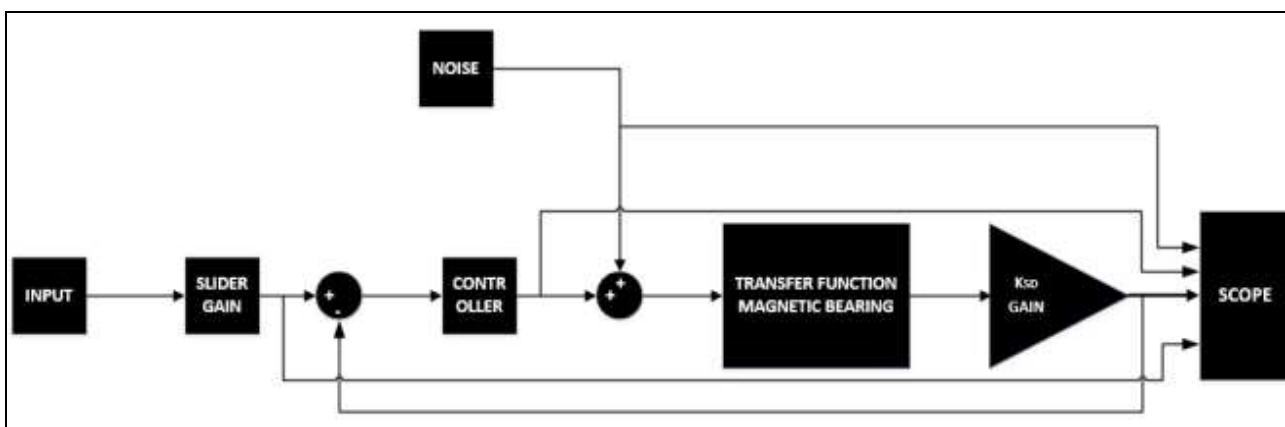 NOISE
INPUT
SLIDER
GAIN
+
-
CONTR
OLLER
+
+
TRANSFER FUNCTION
MAGNETIC BEARING
KSD
GAIN
SCOPE